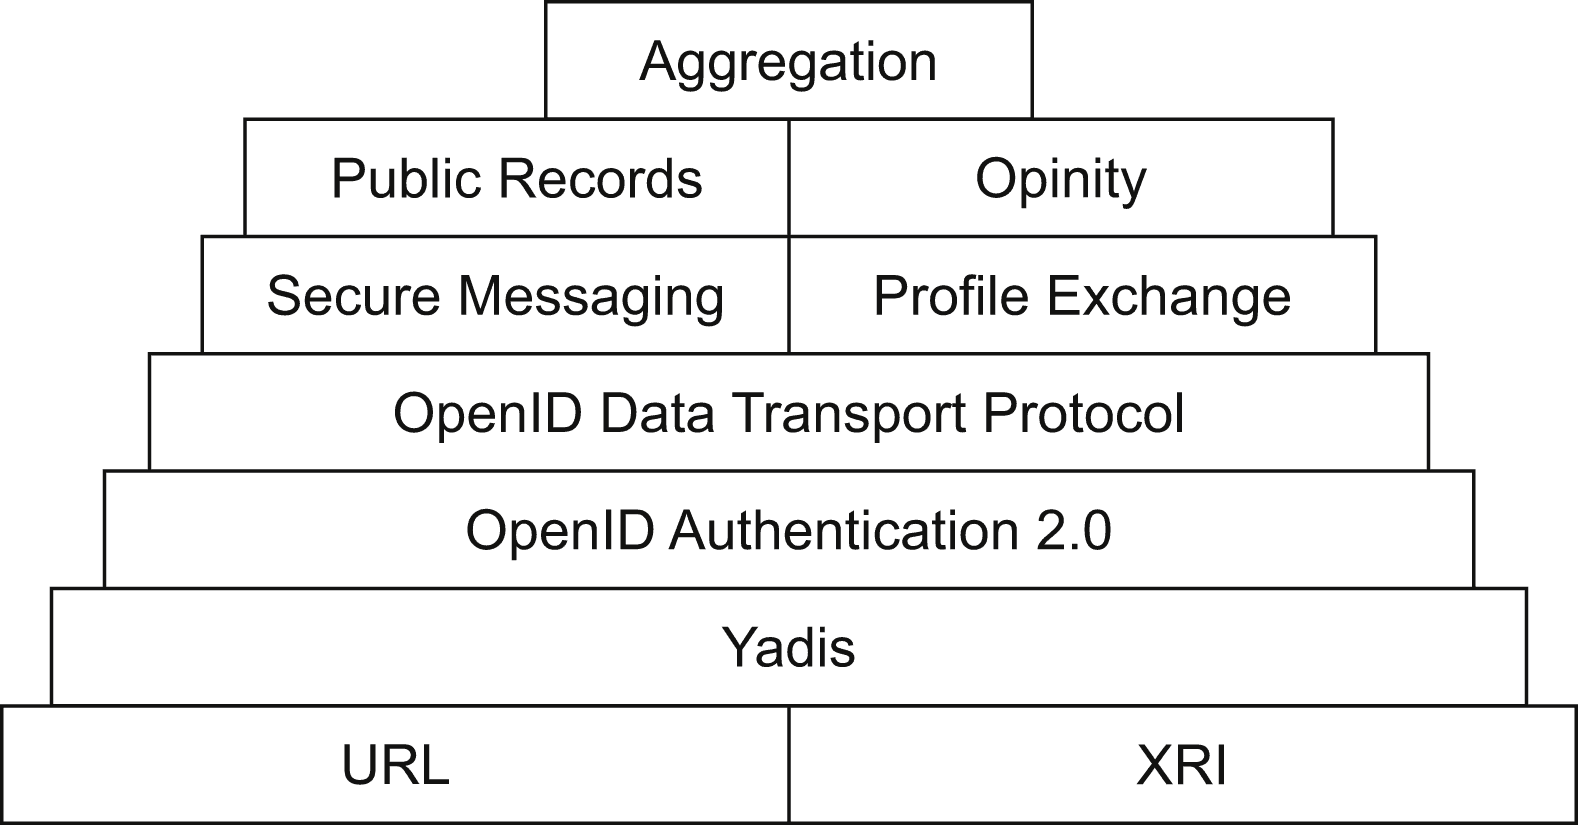 Aggregation
Public Records
Opinity
Secure Messaging
Profile Exchange
OpenID Data Transport Protocol
OpenID Authentication 2.0
Yadis
URL
XRI